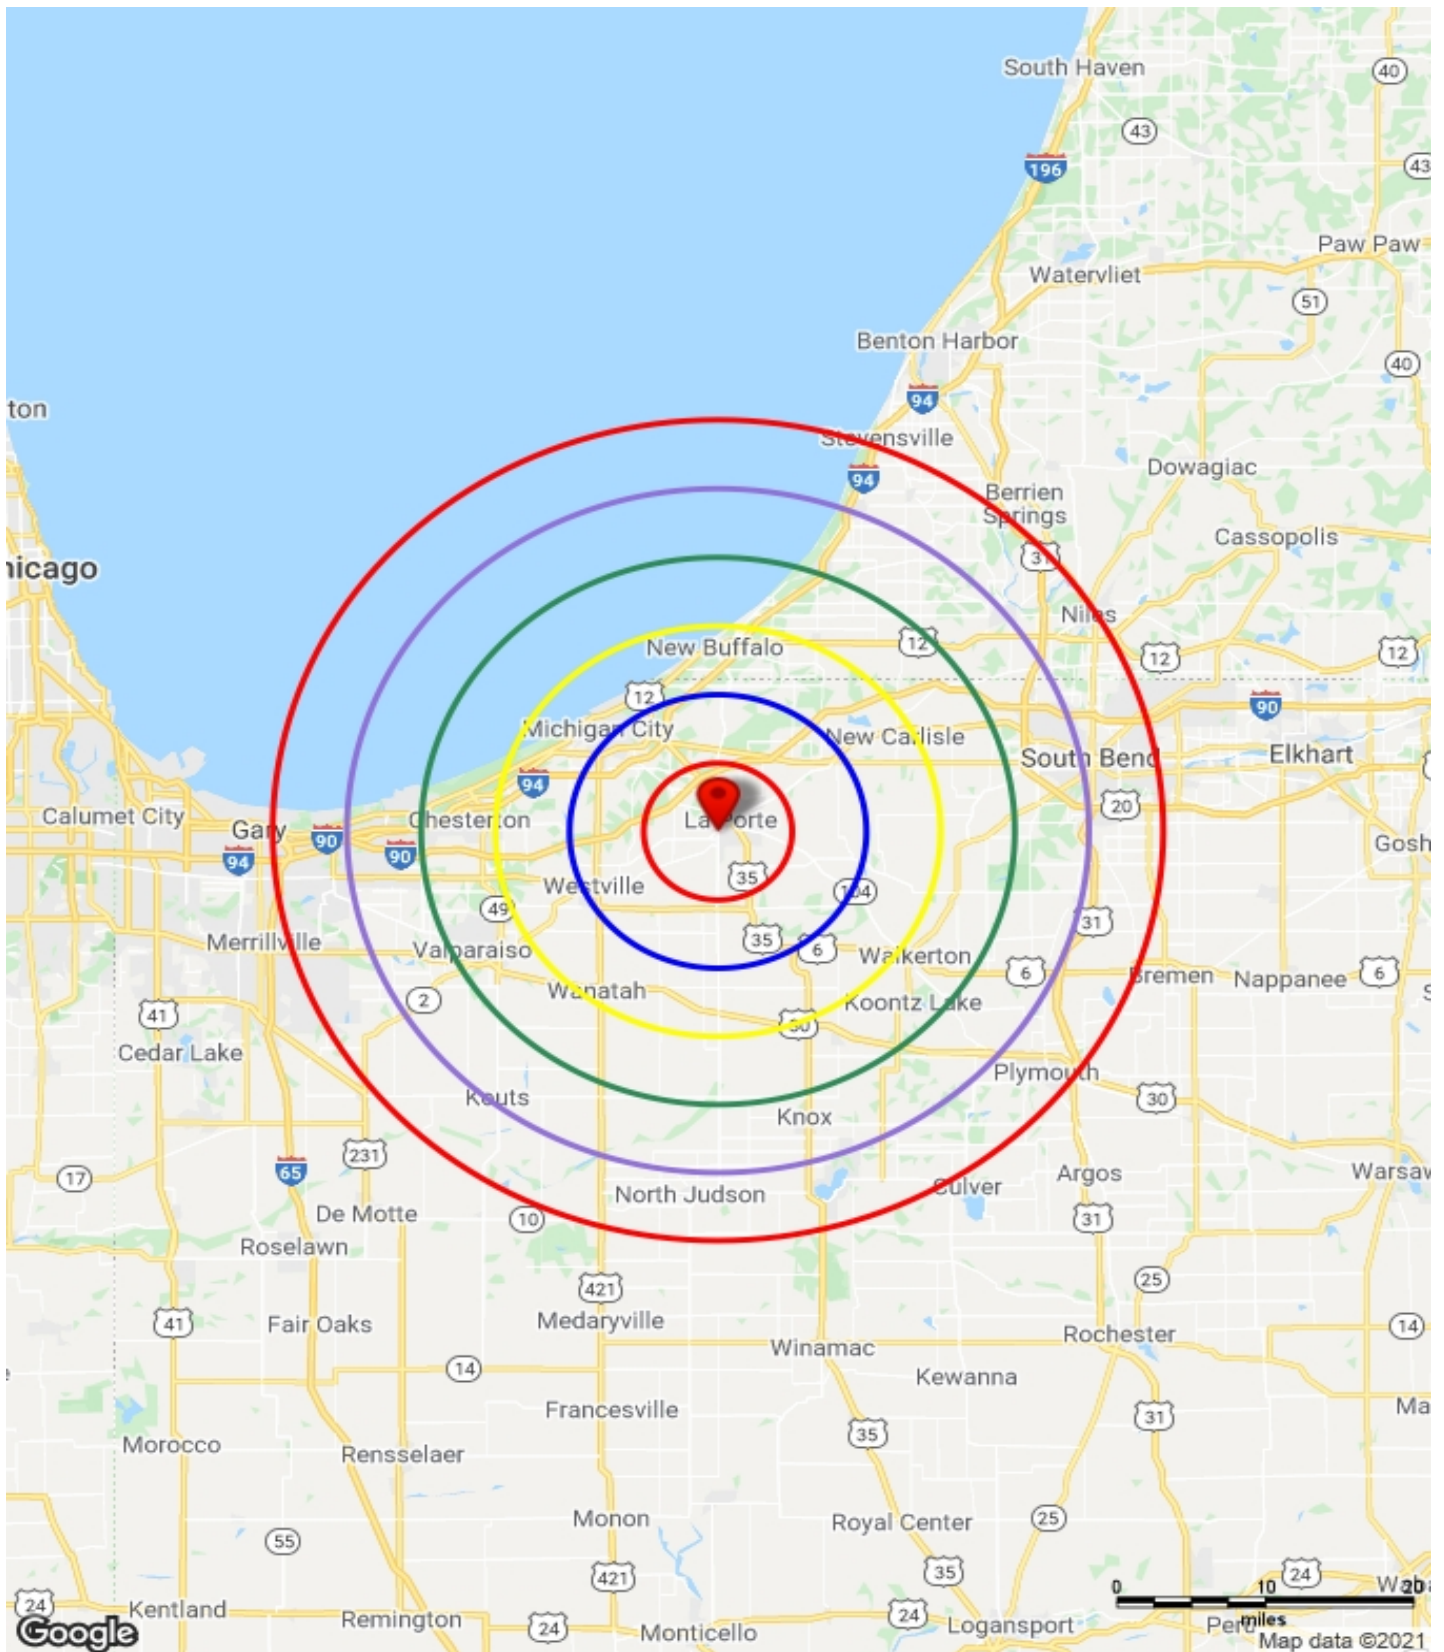 South Haven
40
43
43
196
Paw Paw
Watervliet
51
Benton Harbor
40
94
ton
Stevensville
94
Dowagiac
Berrien
Springs
Cassopolis
31
hicago
Niles
12
New Buffalo
12
12
12
90
Michigan City
New Carlisle
South Bend
Elkhart
94
20
Calumet City
Chesterton
La Porte
Gary
90
90
94
Gosh
35
Westville
104
49
31
Merrillville
Valparaiso
35
6
Walkerton
6
Bremen
Nappanee
6
Wanatah
2
Koontz Lake
30
41
Cedar Lake
Plymouth
Kouts
30
Knox
231
17
65
Argos
Warsaw
North Judson
Culver
De Motte
10
31
Roselawn
25
421
Medaryville
41
Fair Oaks
14
Rochester
Winamac
14
Kewanna
Francesville
Ma
31
35
Morocco
Rensselaer
Monon
Royal Center
25
55
421
35
24
0
10
20
Waba
24
Kentland
Remington
24
Monticello
24
Logansport
Peru
miles
Google
Map data ©2021